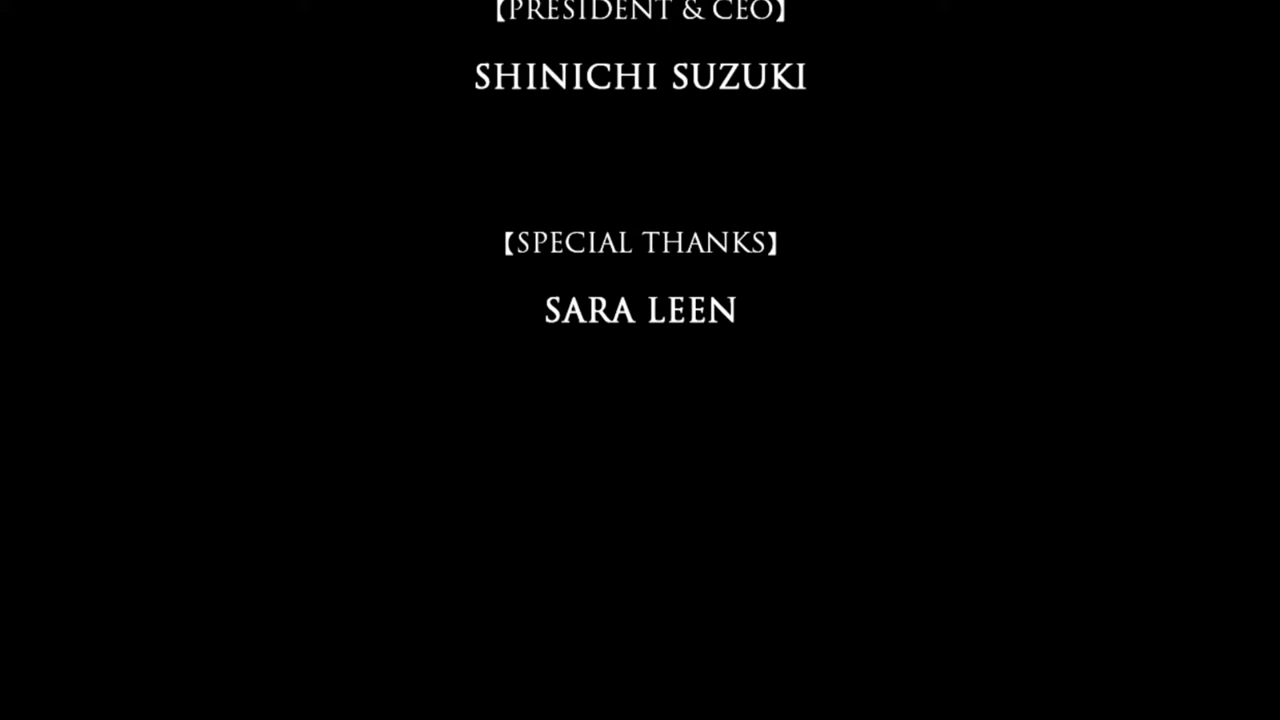 【PRESIDENT & CEO】
SHINICHI SUZUKI
【SPECIAL THANKS】
SARA LEEN